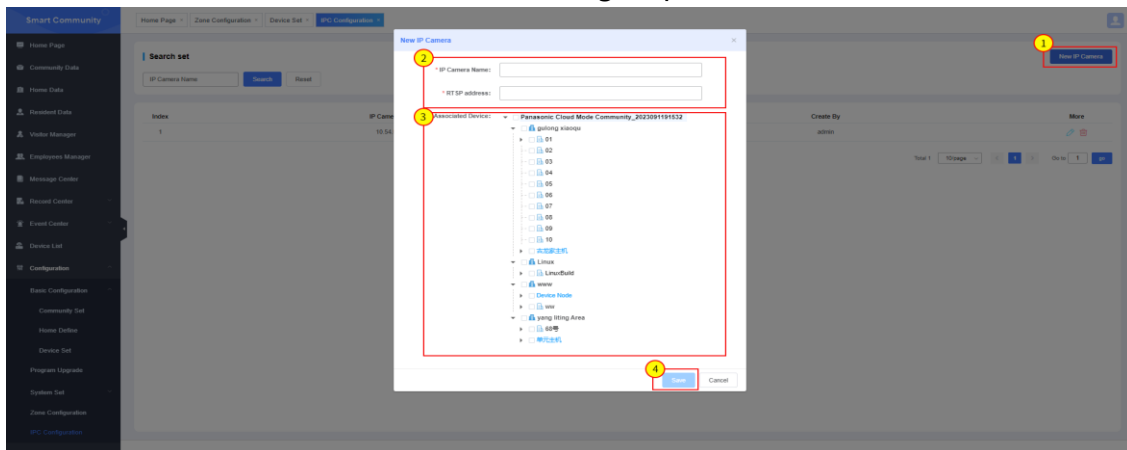 Smart Community
Home Page
Zone Configuration
Device Set
IPC Configuration
Home Page
Community Data
Home Data
Resident Data
Visitor Manager
Employees Manager
Message Center
Record Center
Event Center
Device List
Configuration
Basic Configuration
Community Set
Home Define
Device Set
Program Upgrade
System Set
Zone Configuration
IPC Configuration
Search set
IP Camera Name
Search
Reset
1
New IP Camera
Index
IP Came
Create By
More
1
admin
Total 1
10/page
1
Go to
1
go
New IP Camera
×
2
* IP Camera Name:
* RTSP address:
3
Associated Device:
Panasonic Cloud Mode Community_2023091191532
gulong xiaoqu
01
02
03
04
05
06
07
08
09
10
Linux
LinuxBuild
www
Device Node
ww
yang liting Area
68号
单元主机
4
Save
Cancel